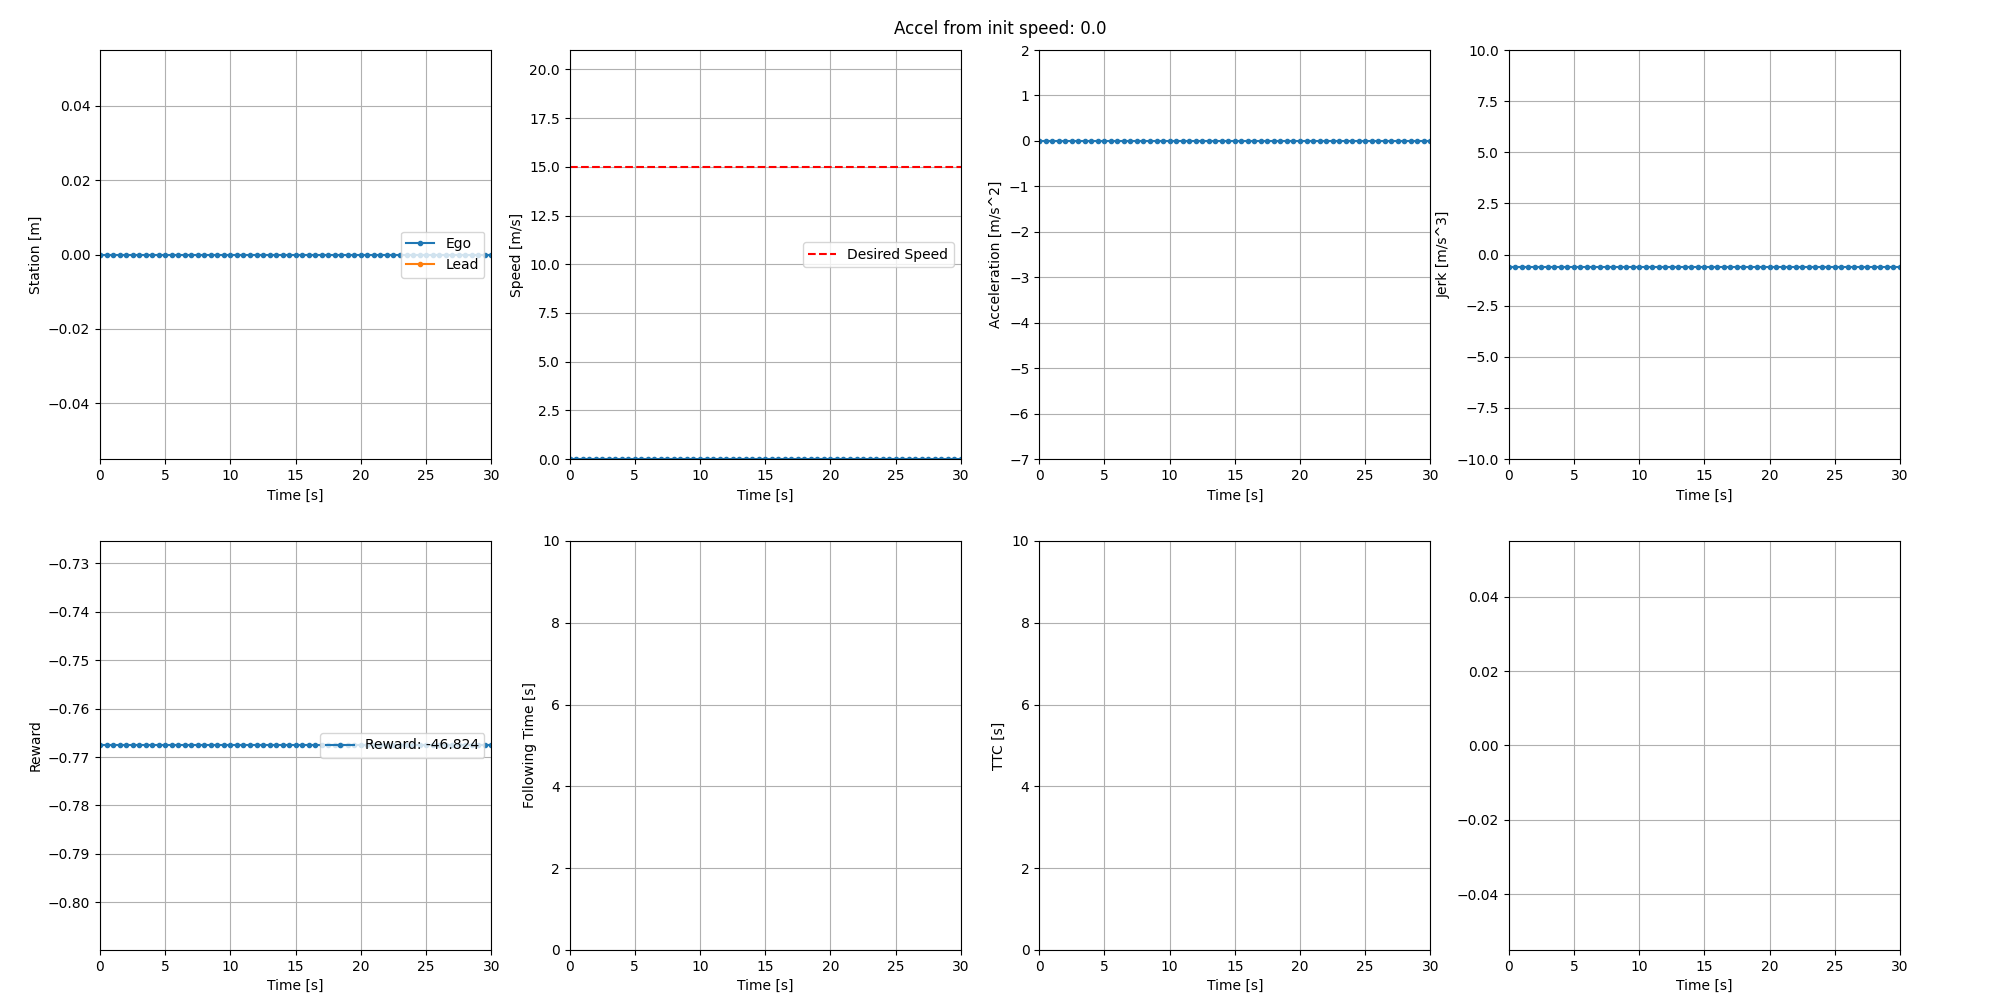 Accel from init speed: 0.0
0.04
0.02
0.00
−0.02
−0.04
Station [m]
Ego
Lead
0 5 10 15 20 25 30
Time [s]
20.0
17.5
15.0
12.5
10.0
7.5
5.0
2.5
0.0
Speed [m/s]
Desired Speed
0 5 10 15 20 25 30
Time [s]
2
1
0
−1
−2
−3
−4
−5
−6
−7
Acceleration [m/s^2]
0 5 10 15 20 25 30
Time [s]
10.0
7.5
5.0
2.5
0.0
−2.5
−5.0
−7.5
−10.0
Jerk [m/s^3]
0 5 10 15 20 25 30
Time [s]
−0.73
−0.74
−0.75
−0.76
−0.77
−0.78
−0.79
−0.80
Reward
Reward: -46.824
0 5 10 15 20 25 30
Time [s]
10
8
6
4
2
0
Following Time [s]
0 5 10 15 20 25 30
Time [s]
10
8
6
4
2
0
TTC [s]
0 5 10 15 20 25 30
Time [s]
0.04
0.02
0.00
−0.02
−0.04
0 5 10 15 20 25 30
Time [s]